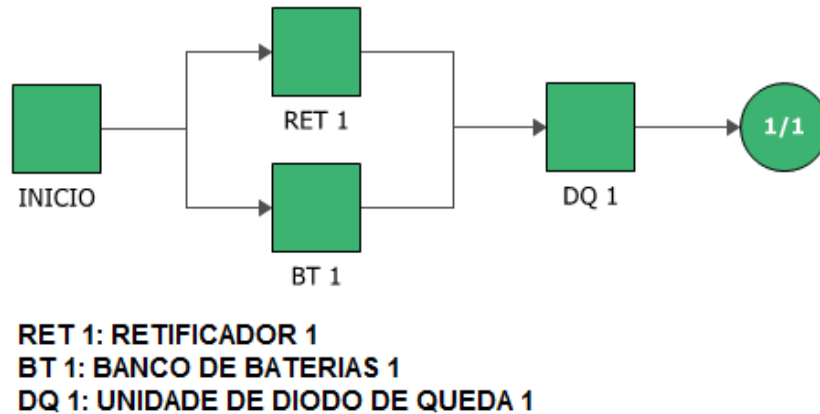 RET 1
1/1
INICIO
DQ 1
BT 1
RET 1: RETIFICADOR 1
BT 1: BANCO DE BATERIAS 1
DQ 1: UNIDADE DE DIODO DE QUEDA 1